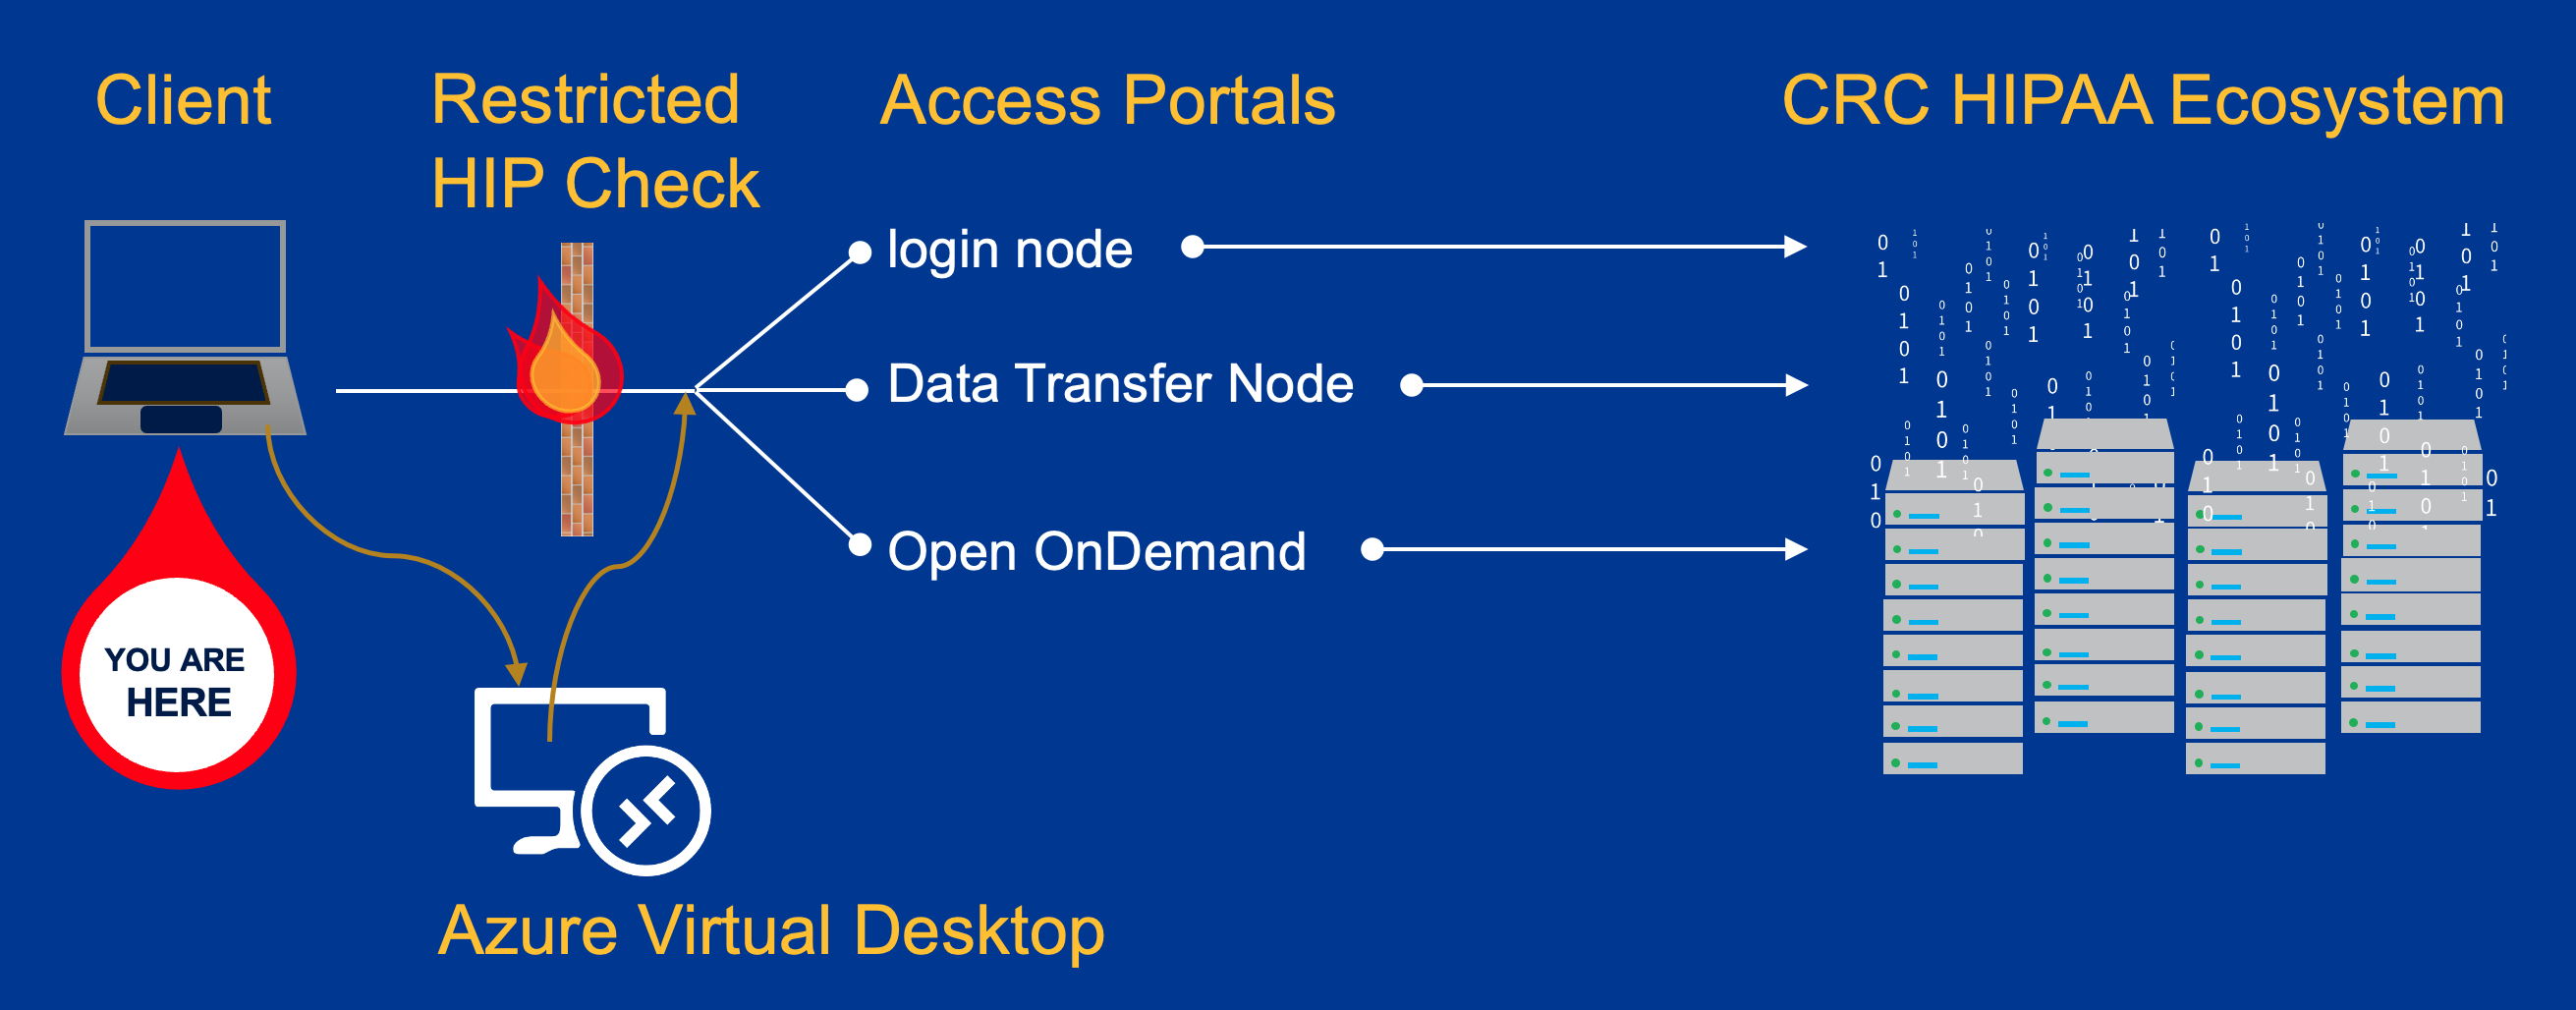 Client
Restricted
HIP Check
Access Portals
CRC HIPAA Ecosystem
login node
Data Transfer Node
Open OnDemand
YOU ARE
HERE
Azure Virtual Desktop